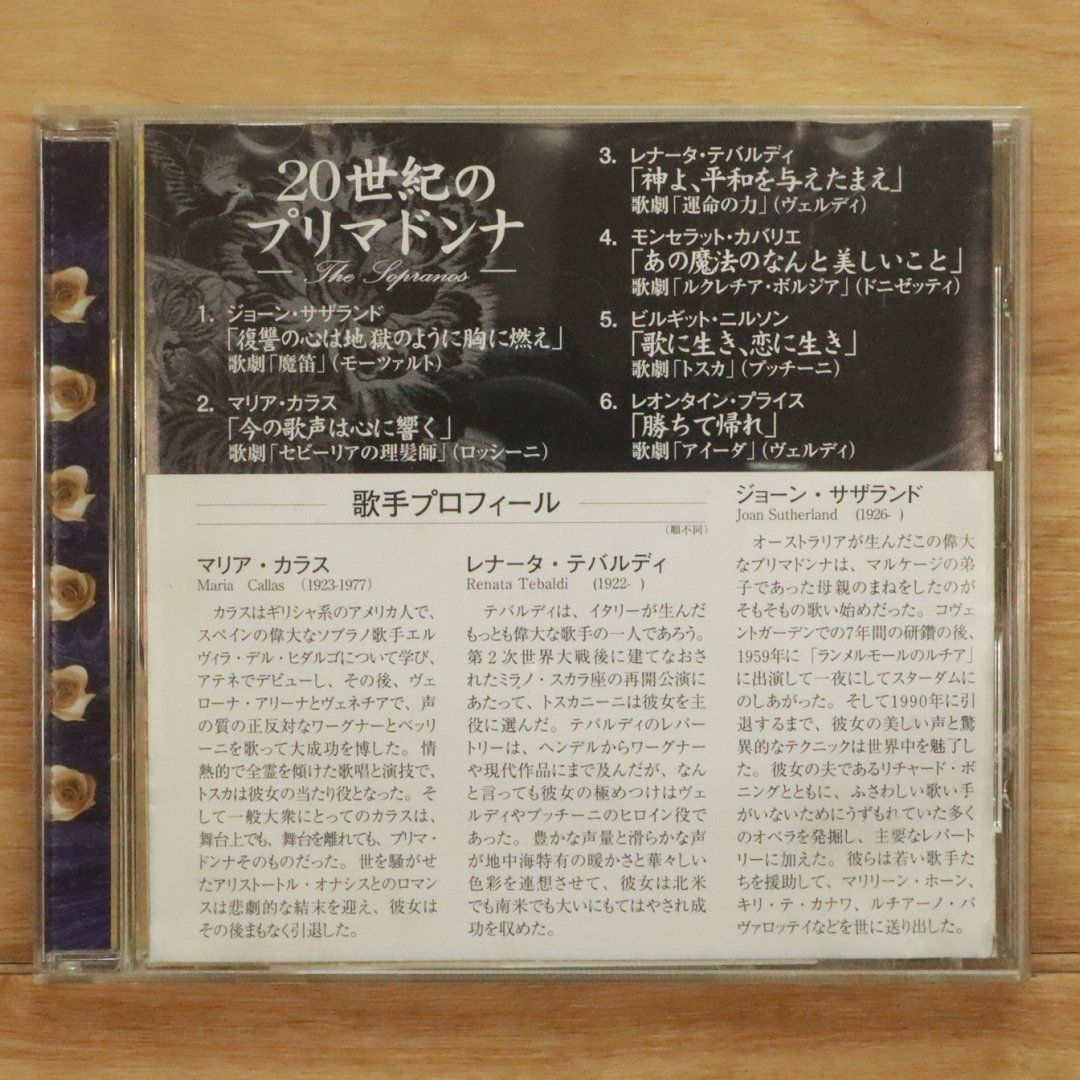 20世紀の
プリマドンナ
The Sopranos
1. ジョーン・サザランド
「復讐の心は地獄のように胸に燃え」
歌劇「魔笛」（モーツァルト）
2. マリア・カラス
「今の歌声は心に響く」
歌劇「セビーリアの理髪師」（ロッシーニ）
3. レナータ・テバルディ
「神よ、平和を与えたまえ」
歌劇「運命の力」（ヴェルディ）
4. モンセラット・カバリエ
「あの魔法のなんと美しいこと」
歌劇「ルクレチア・ボルジア」（ドニゼッティ）
5. ビルギット・ニルソン
「歌に生き、恋に生き」
歌劇「トスカ」（プッチーニ）
6. レオンタイン・プライス
「勝ちて帰れ」
歌劇「アイーダ」（ヴェルディ）
歌手プロフィール
（順不同）
マリア・カラス
Maria Callas （1923-1977）
カラスはギリシャ系のアメリカ人で、
スペインの偉大なソプラノ歌手エル
ヴィラ・デル・ヒダルゴについて学び、
アテネでデビューし、その後、ヴェ
ローナ・アリーナとヴェネチアで、声
の質の正反対なワーグナーとベッリ
ーニを歌って大成功を博した。情
熱的で全霊を傾けた歌唱と演技で、
トスカは彼女の当たり役となった。そ
して一般大衆にとってのカラスは、
舞台上でも、舞台を離れても、プリマ・
ドンナそのものだった。世を騒がせ
たアリストートル・オナシスとのロマン
スは悲劇的な結末を迎え、彼女は
その後まもなく引退した。
レナータ・テバルディ
Renata Tebaldi （1922- ）
テバルディは、イタリーが生んだ
もっとも偉大な歌手の一人であろう。
第2次世界大戦後に建てなおさ
れたミラノ・スカラ座の再開公演に
あたって、トスカニーニは彼女を主
役に選んだ。テバルディのレパー
トリーは、ヘンデルからワーグナー
や現代作品にまで及んだが、なん
と言っても彼女の極めつけはヴェ
ルディやプッチーニのヒロイン役で
あった。豊かな声量と滑らかな声
が地中海特有の暖かさと華々しい
色彩を連想させて、彼女は北米
でも南米でも大いにもてはやされ成
功を収めた。
ジョーン・サザランド
Joan Sutherland （1926- ）
オーストラリアが生んだこの偉大
なプリマドンナは、マルケージの弟
子であった母親のまねをしたのが
そもそもの歌い始めだった。コヴェ
ントガーデンでの7年間の研鑽の後、
1959年に「ランメルモールのルチア」
に出演して一夜にしてスターダムに
のしあがった。そして1990年に引
退するまで、彼女の美しい声と驚
異的なテクニックは世界中を魅了し
た。彼女の夫であるリチャード・ボ
ニングとともに、ふさわしい歌い手
がいないためにうずもれていた多く
のオペラを発掘し、主要なレパート
リーに加えた。彼らは若い歌手た
ちを援助して、マリリーン・ホーン、
キリ・テ・カナワ、ルチアーノ・パ
ヴァロッテイなどを世に送り出した。